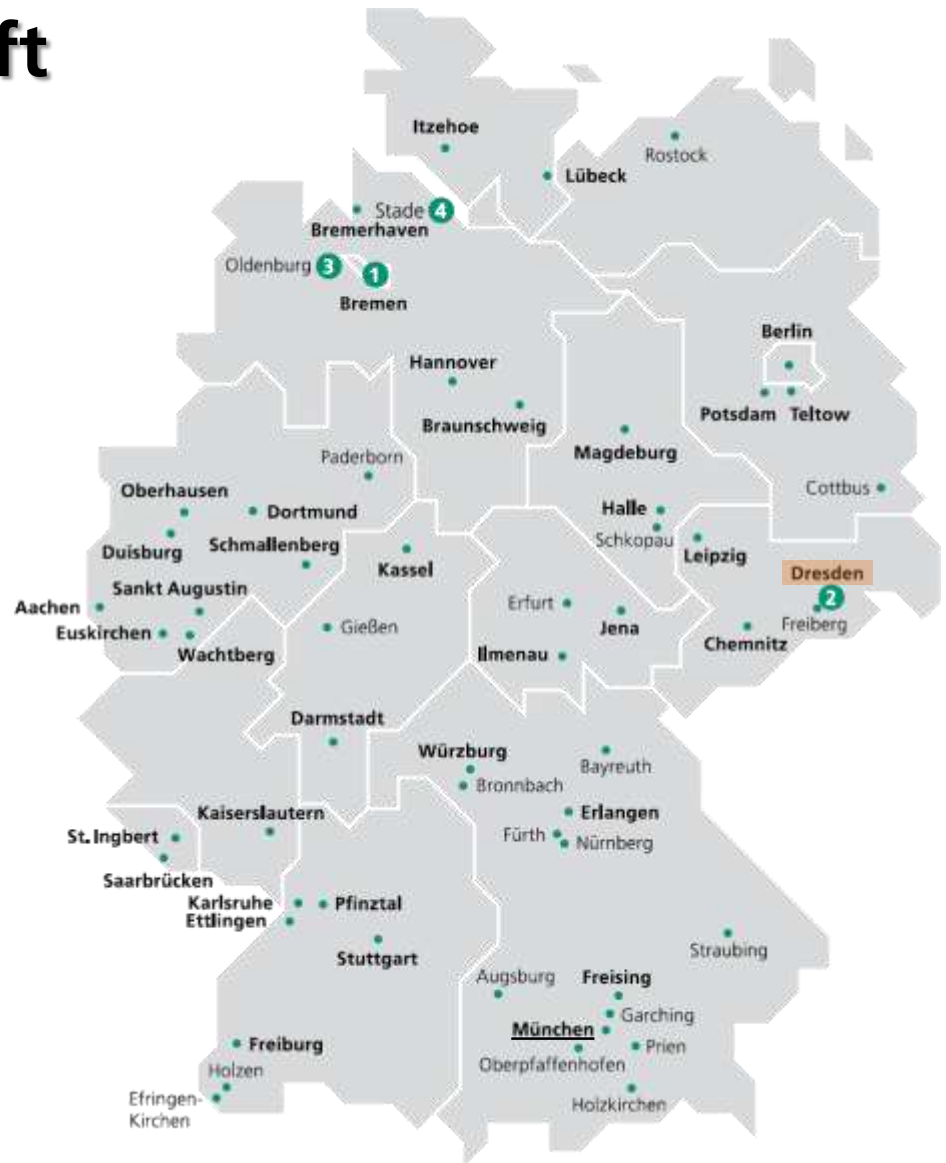 ft
Itzehoe
Rostock
Lübeck
Stade 4
Bremerhaven
Oldenburg 3
1
Bremen
Berlin
Hannover
Potsdam Teltow
Braunschweig
Magdeburg
Paderborn
Cottbus
Oberhausen
Dortmund
Halle
Schkopau
Duisburg
Schmallenberg
Leipzig
Kassel
Dresden
2
Sankt Augustin
Aachen
Erfurt
Freiberg
Euskirchen
Gießen
Jena
Chemnitz
Wachtberg
Ilmenau
Darmstadt
Würzburg
Bayreuth
Bronnbach
Kaiserslautern
Erlangen
St. Ingbert
Fürth
Nürnberg
Saarbrücken
Karlsruhe
Pfinztal
Ettlingen
Straubing
Stuttgart
Augsburg
Freising
Garching
München
Freiburg
Prien
Oberpfaffenhofen
Holzen
Efringen-
Kirchen
Holzkirchen